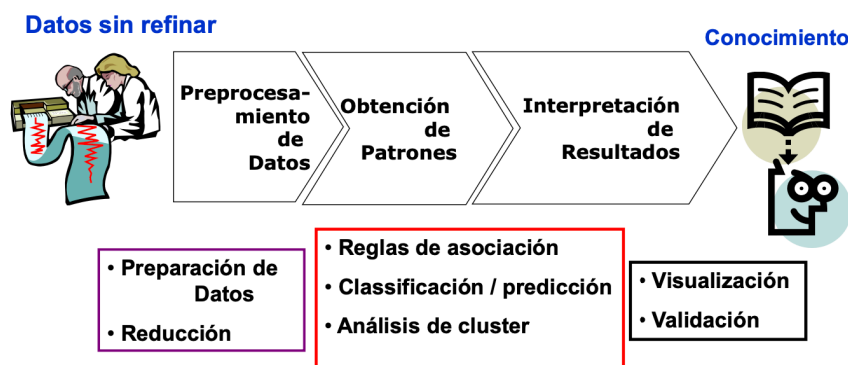 Datos sin refinar
Conocimiento
Preprocesa-
miento
de
Datos
Obtención
de
Patrones
Interpretación
de
Resultados
• Preparación de
Datos
• Reducción
• Reglas de asociación
• Classificación / predicción
• Análisis de cluster
• Visualización
• Validación